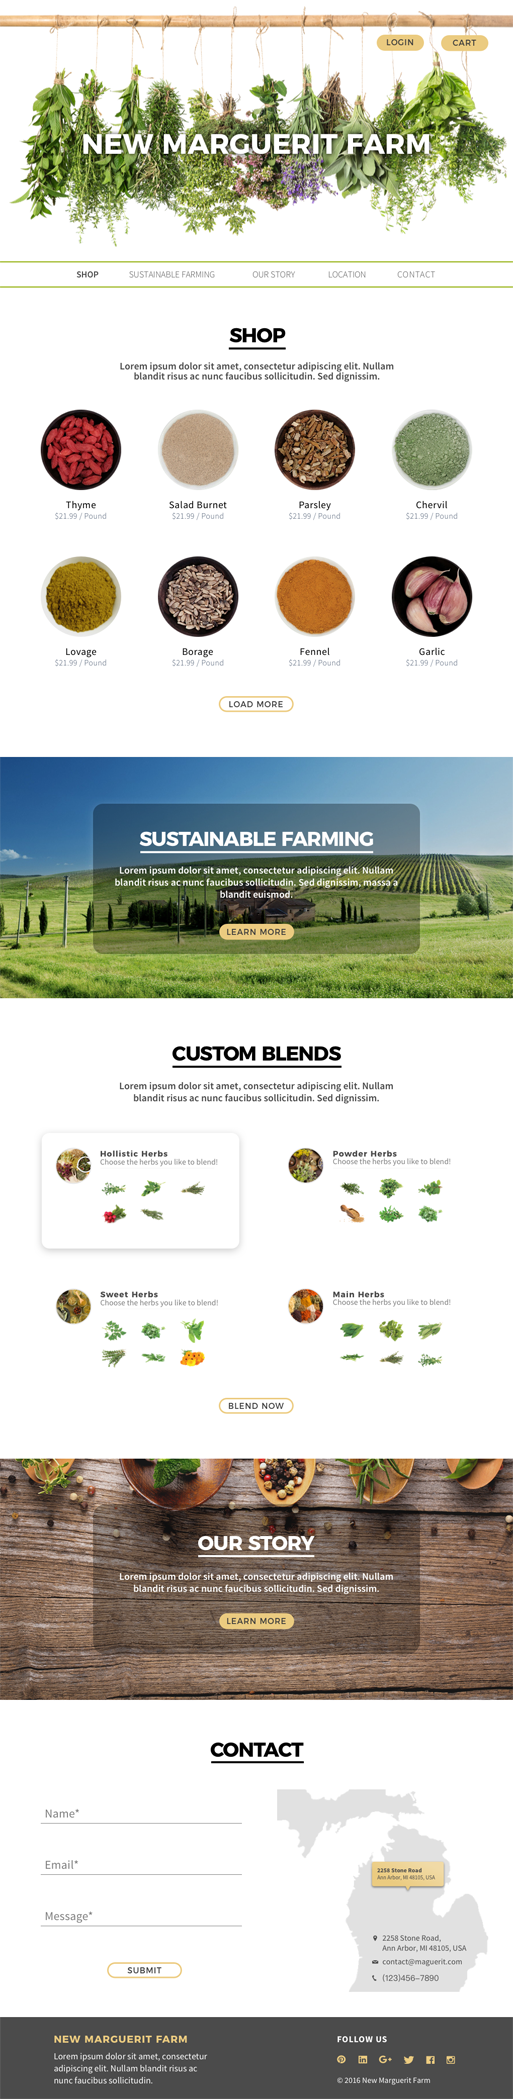 LOGIN
CART
NEW MARGUERIT FARM
SHOP
SUSTAINABLE FARMING
OUR STORY
LOCATION
CONTACT
SHOP
Lorem ipsum dolor sit amet, consectetur adipiscing elit. Nullam
blandit risus ac nunc faucibus sollicitudin. Sed dignissim.
Thyme
Salad Burnet
Parsley
Chervil
$21.99 / Pound
$21.99 / Pound
$21.99 / Pound
$21.99 / Pound
Lovage
Borage
Fennel
Garlic
$21.99 / Pound
$21.99 / Pound
$21.99 / Pound
$21.99 / Pound
LOAD MORE
SUSTAINABLE FARMING
Lorem ipsum dolor sit amet, consectetur adipiscing elit. Nullam
blandit risus ac nunc faucibus sollicitudin. Sed dignissim, massa a
blandit euismod.
LEARN MORE
CUSTOM BLENDS
Lorem ipsum dolor sit amet, consectetur adipiscing elit. Nullam
blandit risus ac nunc faucibus sollicitudin. Sed dignissim.
Hollistic Herbs
Choose the herbs you like to blend!
Powder Herbs
Choose the herbs you like to blend!
Sweet Herbs
Choose the herbs you like to blend!
Main Herbs
Choose the herbs you like to blend!
BLEND NOW
OUR STORY
Lorem ipsum dolor sit amet, consectetur adipiscing elit. Nullam
blandit risus ac nunc faucibus sollicitudin. Sed dignissim.
LEARN MORE
CONTACT
Name*
Email*
Message*
SUBMIT
2258 Stone Road
Ann Arbor, MI 48105, USA
2258 Stone Road,
Ann Arbor, MI 48105, USA
contact@maguerit.com
(123)456-7890
NEW MARGUERIT FARM
Lorem ipsum dolor sit amet, consectetur
adipiscing elit. Nullam blandit risus ac
nunc faucibus sollicitudin.
FOLLOW US
© 2016 New Marguerit Farm